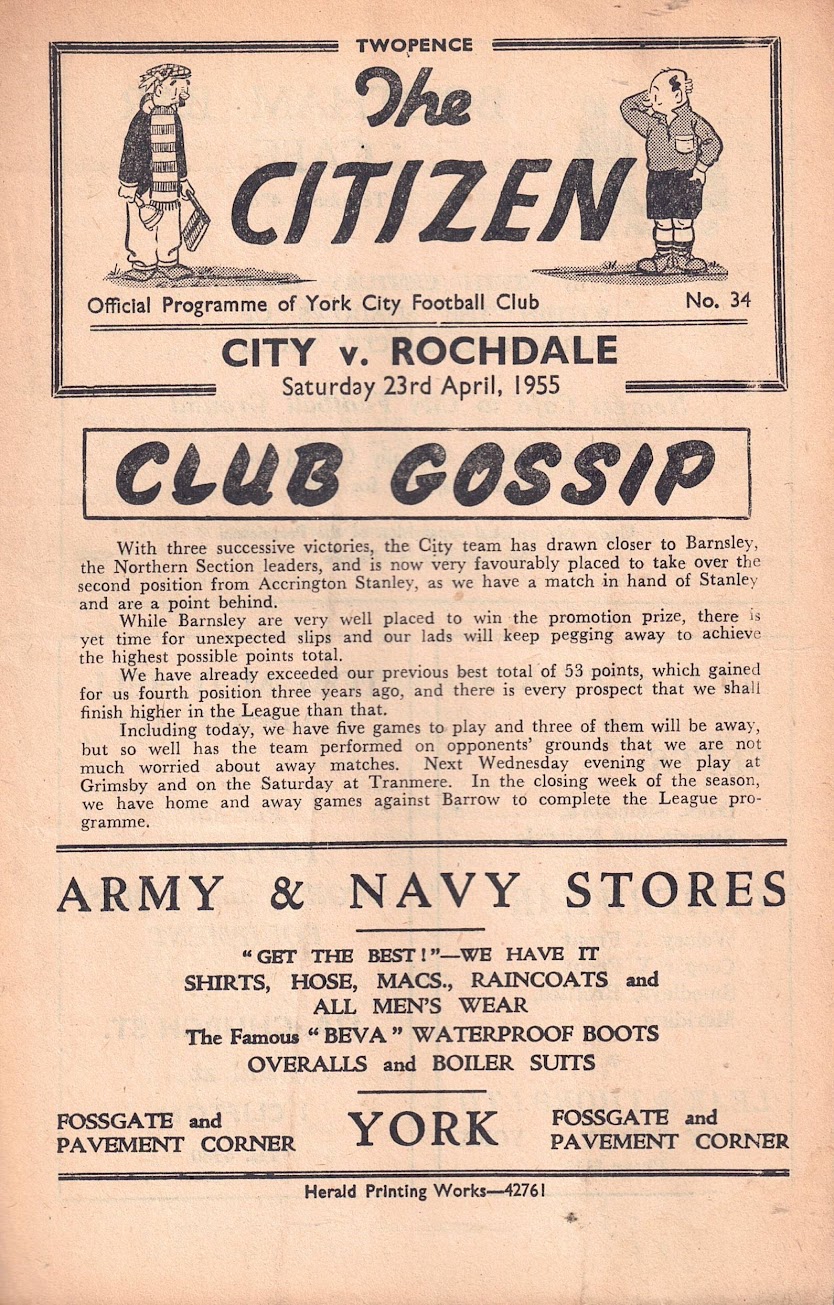 TWOPENCE
The
CITIZEN
Official Programme of York City Football Club No. 34
CITY v. ROCHDALE
Saturday 23rd April, 1955
CLUB GOSSIP
With three successive victories, the City team has drawn closer to Barnsley,
the Northern Section leaders, and is now very favourably placed to take over the
second position from Accrington Stanley, as we have a match in hand of Stanley
and are a point behind.
While Barnsley are very well placed to win the promotion prize, there is
yet time for unexpected slips and our lads will keep pegging away to achieve
the highest possible points total.
We have already exceeded our previous best total of 53 points, which gained
for us fourth position three years ago, and there is every prospect that we shall
finish higher in the League than that.
Including today, we have five games to play and three of them will be away,
but so well has the team performed on opponents' grounds that we are not
much worried about away matches. Next Wednesday evening we play at
Grimsby and on the Saturday at Tranmere. In the closing week of the season,
we have home and away games against Barrow to complete the League pro-
gramme.
ARMY & NAVY STORES
"GET THE BEST!"—WE HAVE IT
SHIRTS, HOSE, MACS., RAINCOATS and
ALL MEN'S WEAR
The Famous "BEVA" WATERPROOF BOOTS
OVERALLS and BOILER SUITS
FOSSGATE and
PAVEMENT CORNER
YORK
FOSSGATE and
PAVEMENT CORNER
Herald Printing Works—42761